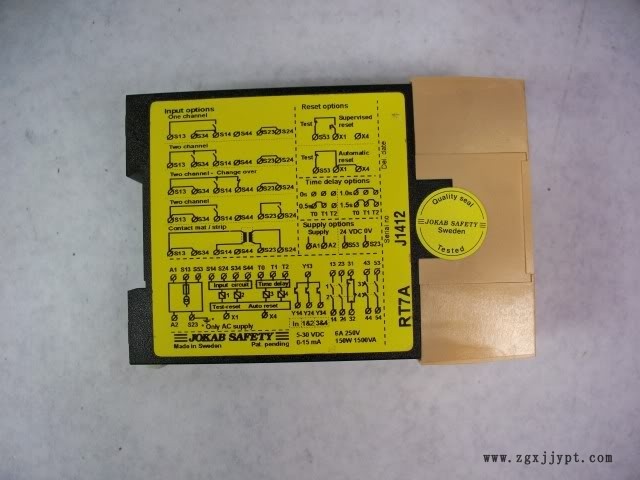 Input options
One channel
S13 S34 S14 S44 S23 S24
Two channel
S13 S34 S14 S44 S23 S24
Two channel - Change over
S13 S34 S14 S44 S23 S24
Two channel
S13 S34 S14 S44 S23 S24
Contact mat / strip
S13 S34 S14 S44 S23 S24
Reset options
Test Supervised
reset
S53 X1 X4
Test Automatic
reset
S53 X1 X4
Time delay options
0s 1.0s
0.5s 1.5s
T0 T1 T2 T0 T1 T2
Supply options
Supply 24 VDC 0V
A1 A2 S53 S23
Del. date
Serial no
J1412
RT7A
A1 S13 S53 S14 S24 S34 S44 T0 T1 T2 Y13 13 23 31 43 53
Input circuit Time delay
Test-reset Auto reset
A2 S23 X1 X4 Y14 Y24 Y34 14 24 32 44 54
Only AC supply
In 1&2 3&4
JOKAB SAFETY
Made in Sweden Pat. pending
5-30 VDC 6A 250V
0-15 mA 150W 1500VA
Quality seal
JOKAB SAFETY
Sweden
Tested
www.zgxjjypt.com